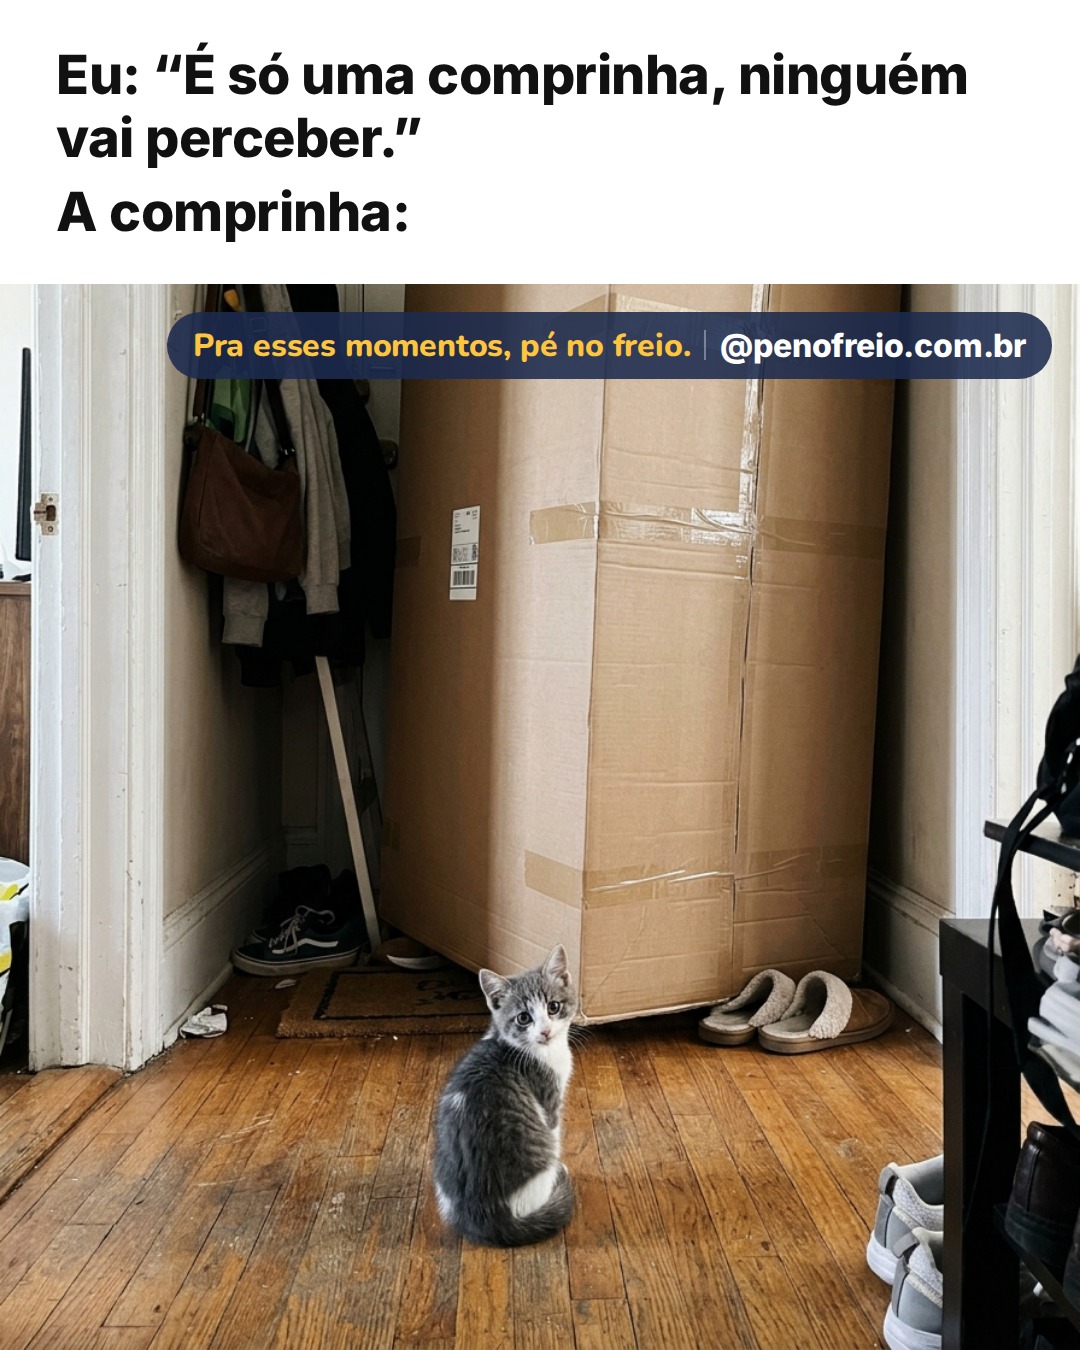 Eu: “É só uma comprinha, ninguém
vai perceber.”
A comprinha:
Pra esses momentos, pé no freio. | @penofreio.com.br